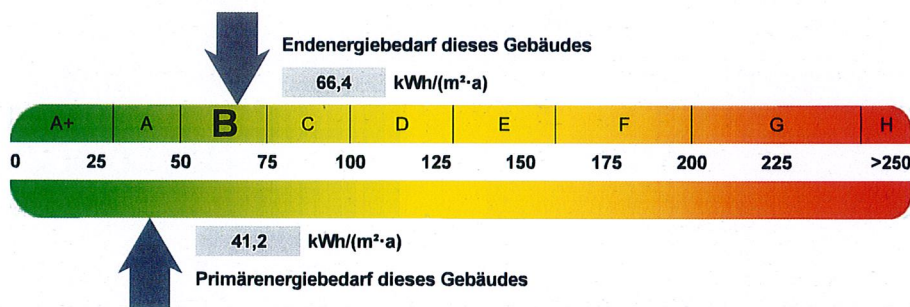 Endenergiebedarf dieses Gebäudes
66,4 kWh/(m²·a)
A+ A B C D E F G H
0 25 50 75 100 125 150 175 200 225 >250
41,2 kWh/(m²·a)
Primärenergiebedarf dieses Gebäudes